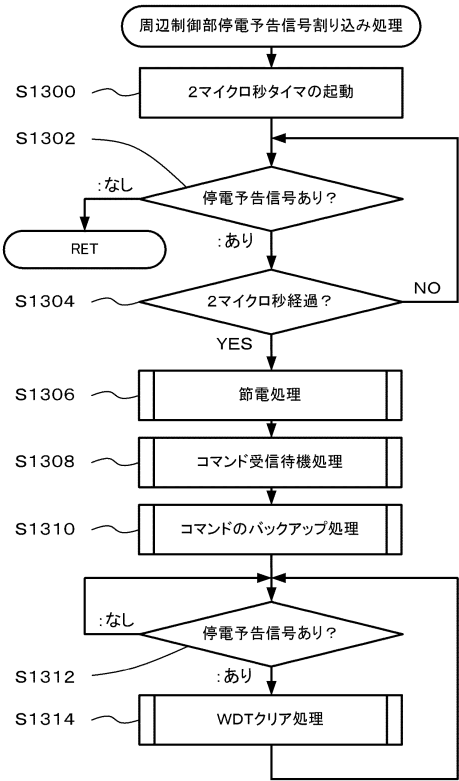 周辺制御部停電予告信号割り込み処理
S1300
2マイクロ秒タイマの起動
S1302
:なし
停電予告信号あり？
RET
:あり
S1304
2マイクロ秒経過？
NO
YES
S1306
節電処理
S1308
コマンド受信待機処理
S1310
コマンドのバックアップ処理
:なし
停電予告信号あり？
S1312
:あり
S1314
WDTクリア処理